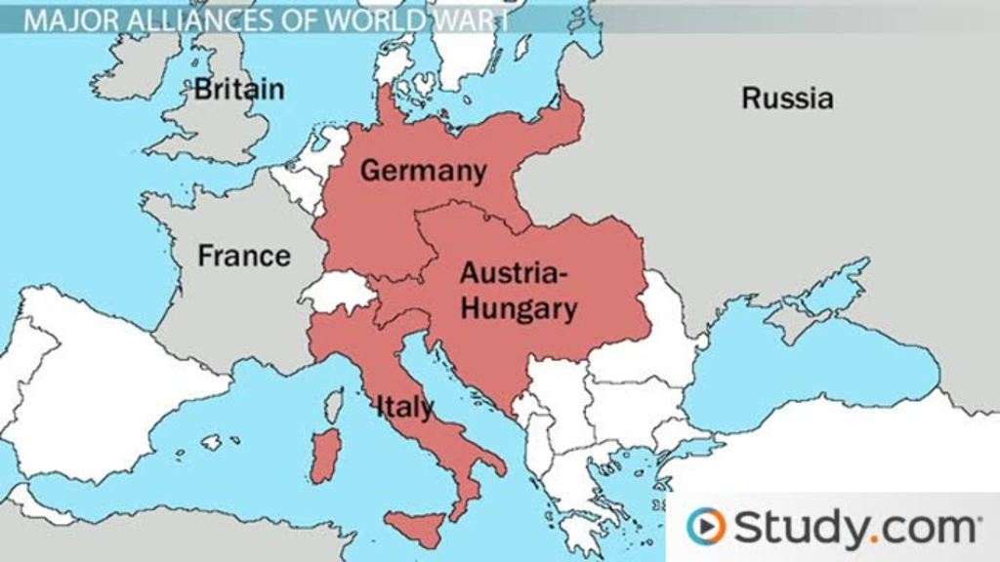 MAJOR ALLIANCES OF WORLD WAR I
Britain
Russia
Germany
France
Austria-
Hungary
Italy
Study.com